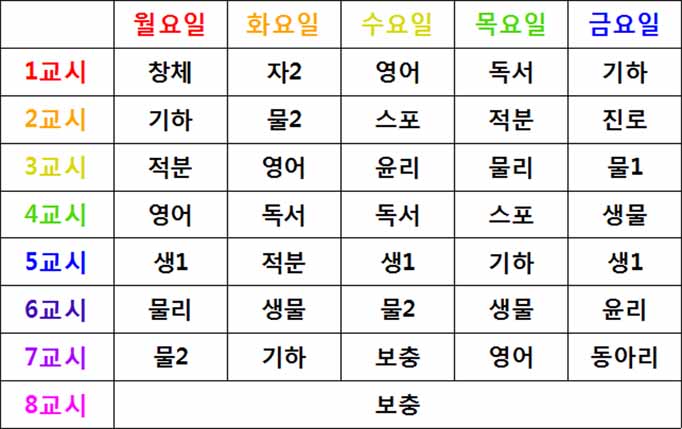 월요일 화요일 수요일 목요일 금요일
1교시 창체 자2 영어 독서 기하
2교시 기하 물2 스포 적분 진로
3교시 적분 영어 윤리 물리 물1
4교시 영어 독서 독서 스포 생물
5교시 생1 적분 생1 기하 생1
6교시 물리 생물 물2 생물 윤리
7교시 물2 기하 보충 영어 동아리
8교시 보충